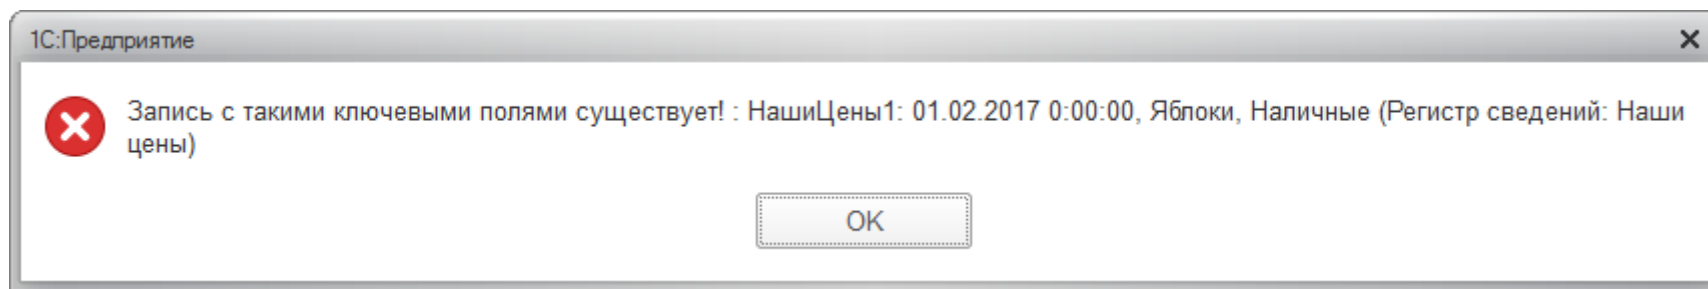 1С:Предприятие
Запись с такими ключевыми полями существует! : НашиЦены1: 01.02.2017 0:00:00, Яблоки, Наличные (Регистр сведений: Наши
цены)
OK